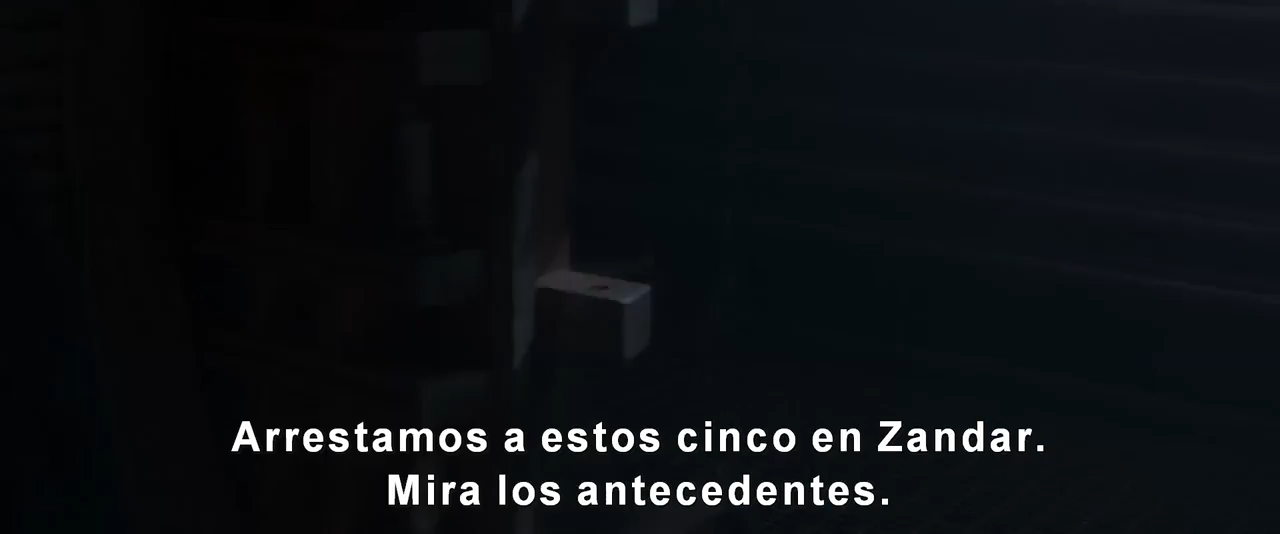 Arrestamos a estos cinco en Zandar.
Mira los antecedentes.